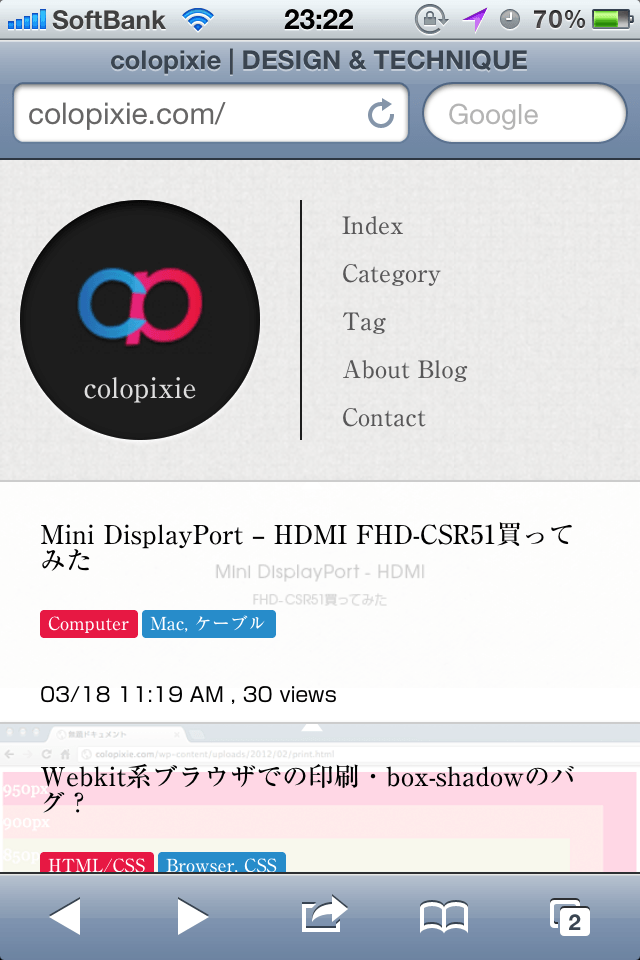 SoftBank 23:22 70%
colopixie | DESIGN & TECHNIQUE
colopixie.com/ Google
Index
Category
Tag
About Blog
Contact
colopixie
Mini DisplayPort – HDMI FHD-CSR51買って
みた
Mini DisplayPort - HDMI
FHD-CSR51買ってみた
Computer Mac, ケーブル
03/18 11:19 AM , 30 views
無題ドキュメント
colopixie.com/wp-content/uploads/2012/02/print.html
Webkit系ブラウザでの印刷・box-shadowのバ
グ？
950px
900px
850px
HTML/CSS Browser, CSS
2